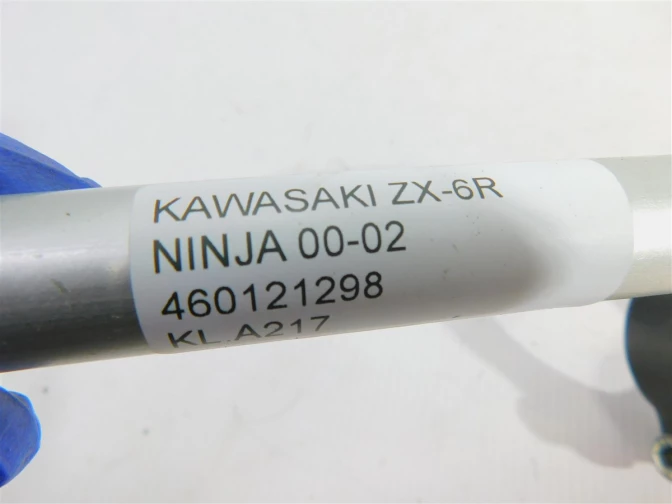 KAWASAKI ZX-6R
NINJA 00-02
460121298
KL.A217